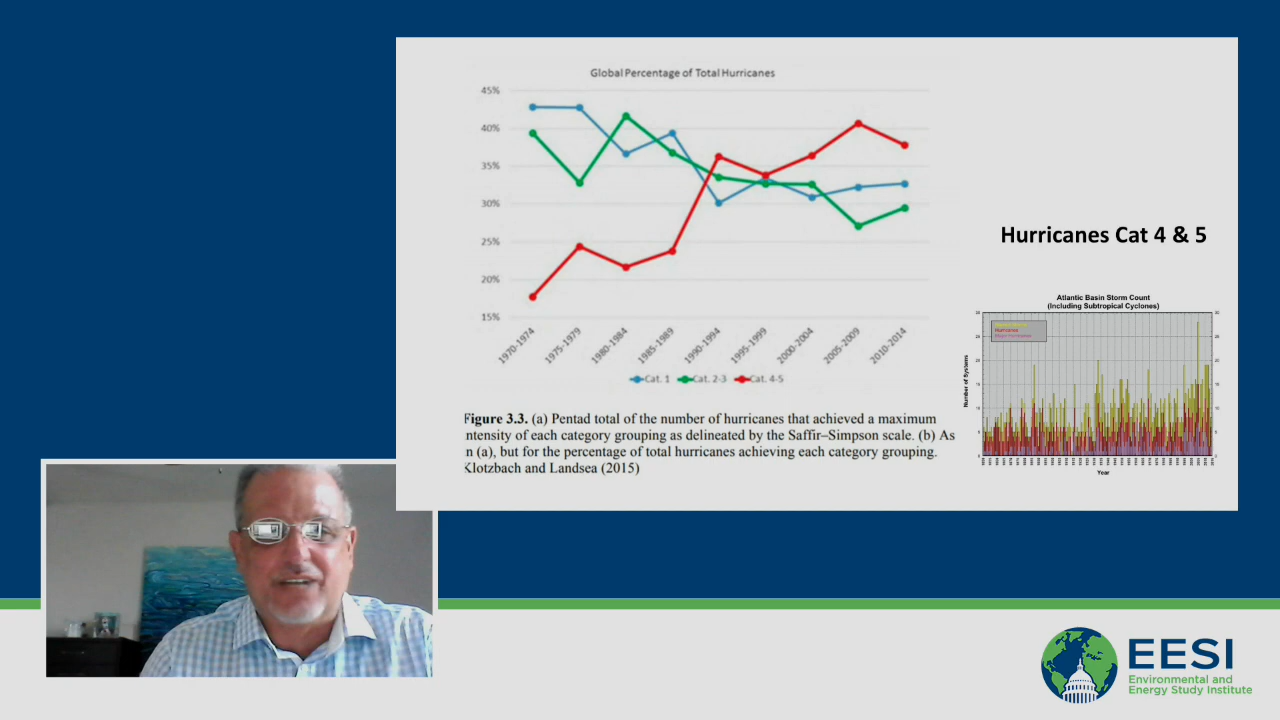 Global Percentage of Total Hurricanes
45%
40%
35%
30%
25%
20%
15%
1970-1974
1975-1979
1980-1984
1985-1989
1990-1994
1995-1999
2000-2004
2005-2009
2010-2014
Cat. 1 Cat. 2-3 Cat. 4-5
Figure 3.3. (a) Pentad total of the number of hurricanes that achieved a maximum
ntensity of each category grouping as delineated by the Saffir–Simpson scale. (b) As
n (a), but for the percentage of total hurricanes achieving each category grouping.
Klotzbach and Landsea (2015)
Hurricanes Cat 4 & 5
Atlantic Basin Storm Count
(Including Subtropical Cyclones)
Number of Systems
Hurricanes
Year
EESI
Environmental and
Energy Study Institute